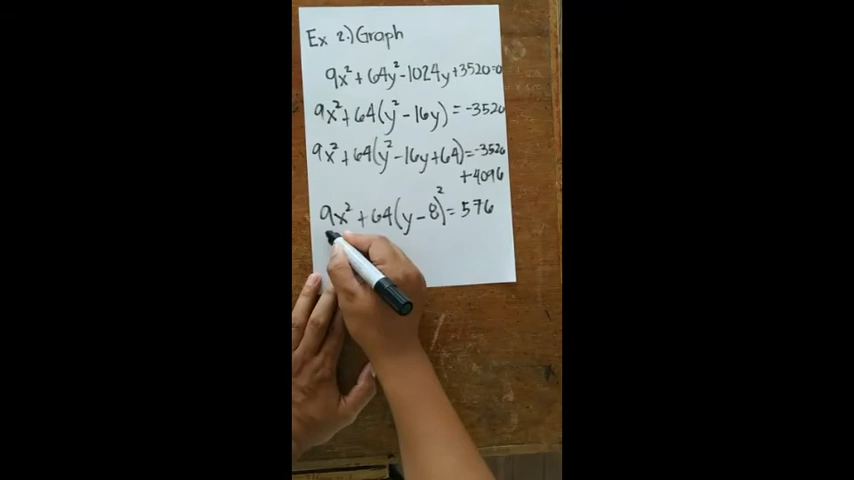 Ex 2.) Graph
9x² + 64y² - 1024y + 3520 = 0
9x² + 64(y² - 16y) = -3520
9x² + 64(y² - 16y + 64) = -3520
+ 4096
9x² + 64(y - 8)² = 576